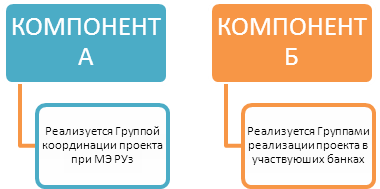 КОМПОНЕНТ
А
Реализуется Группой
координации проекта
при МЭ РУз
КОМПОНЕНТ
Б
Реализуется Группами
реализации проекта в
участвующих банках